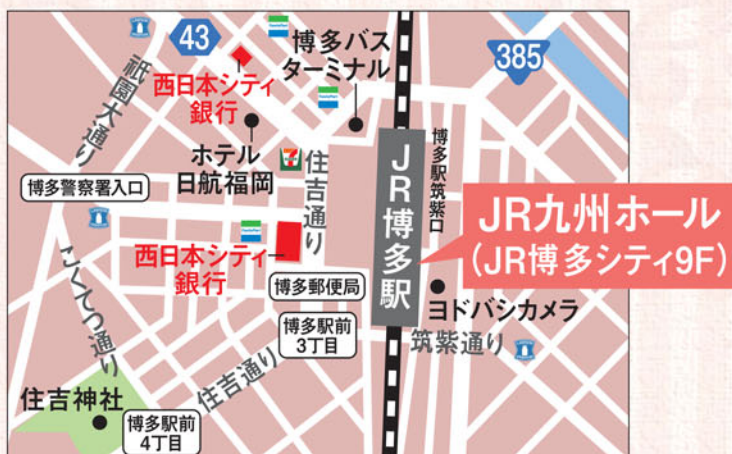 43
385
博多バス
ターミナル
西日本シティ
銀行
祇園大通り
ホテル
日航福岡
住吉通り
博多駅筑紫口
JR博多駅
博多警察署入口
JR九州ホール
(JR博多シティ9F)
西日本シティ
銀行
博多郵便局
ヨドバシカメラ
こくてつ通り
博多駅前
3丁目
筑紫通り
住吉通り
住吉神社
博多駅前
4丁目